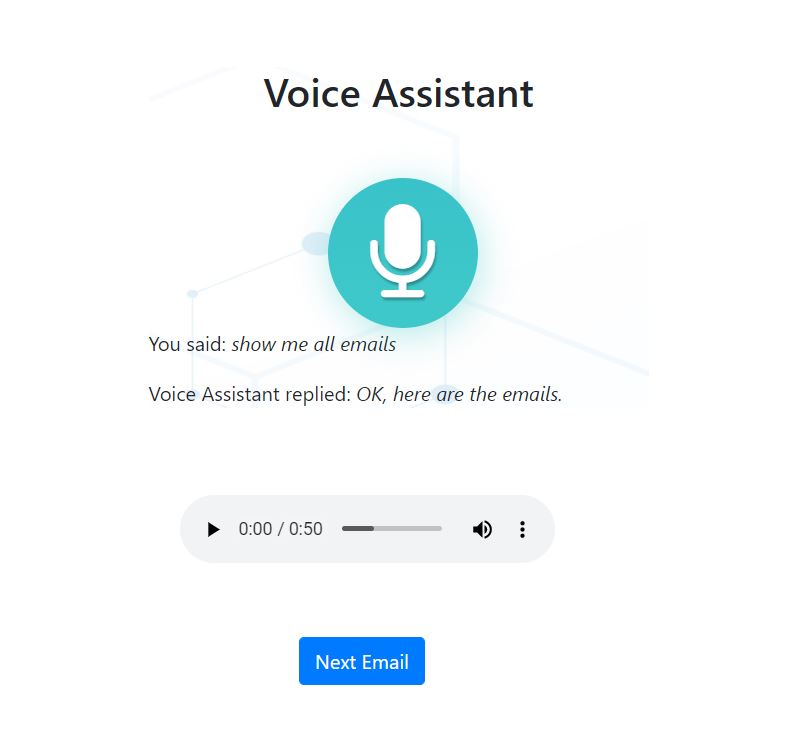 Voice Assistant
You said: show me all emails
Voice Assistant replied: OK, here are the emails.
0:00 / 0:50
Next Email